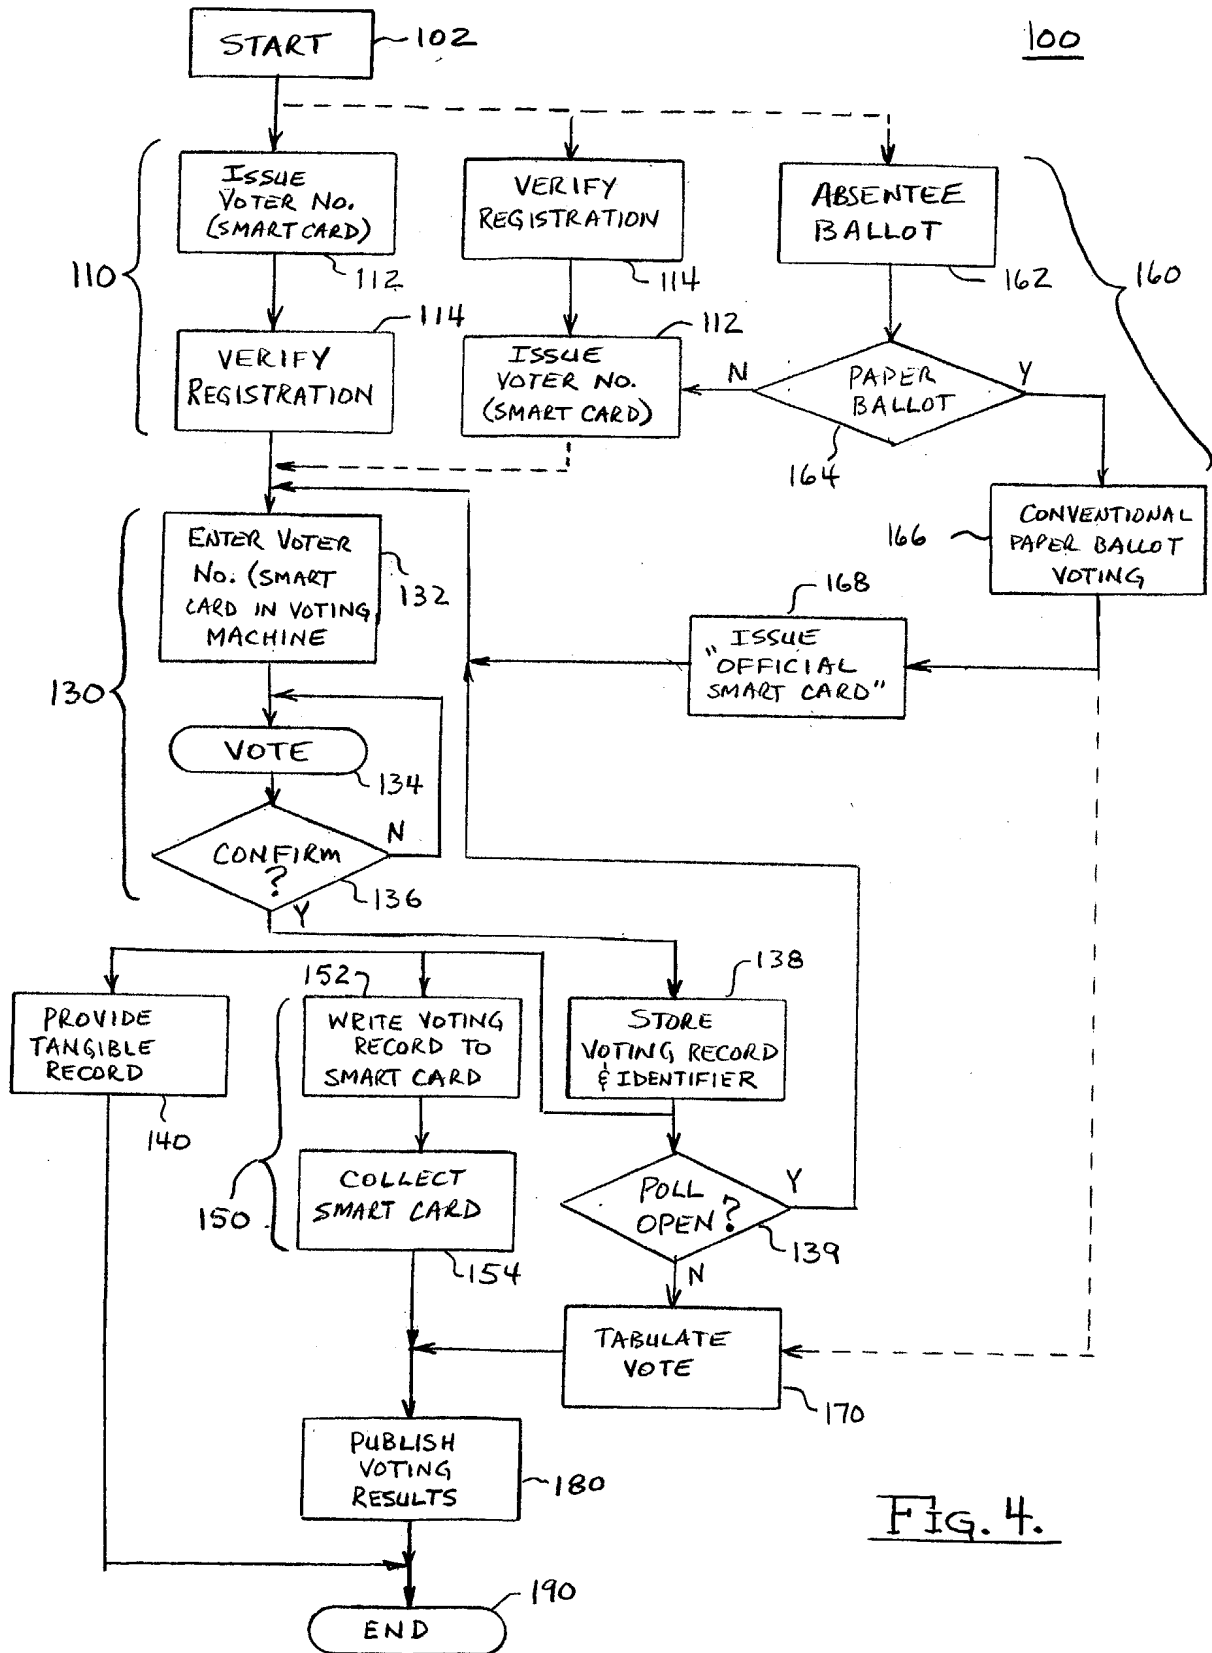 START
102
100
ISSUE
VOTER NO.
(SMART CARD)
112
VERIFY
REGISTRATION
114
ABSENTEE
BALLOT
162
110
160
114
VERIFY
REGISTRATION
112
ISSUE
VOTER NO.
(SMART CARD)
N
PAPER
BALLOT
Y
164
ENTER VOTER
NO. (SMART
CARD IN VOTING
MACHINE
132
166
CONVENTIONAL
PAPER BALLOT
VOTING
168
ISSUE
"OFFICIAL
SMART CARD"
130
VOTE
134
CONFIRM
?
N
136
Y
138
152
PROVIDE
TANGIBLE
RECORD
140
WRITE VOTING
RECORD TO
SMART CARD
STORE
VOTING RECORD
& IDENTIFIER
150
COLLECT
SMART CARD
154
POLL
OPEN?
Y
139
N
TABULATE
VOTE
170
PUBLISH
VOTING
RESULTS
180
FIG. 4.
190
END